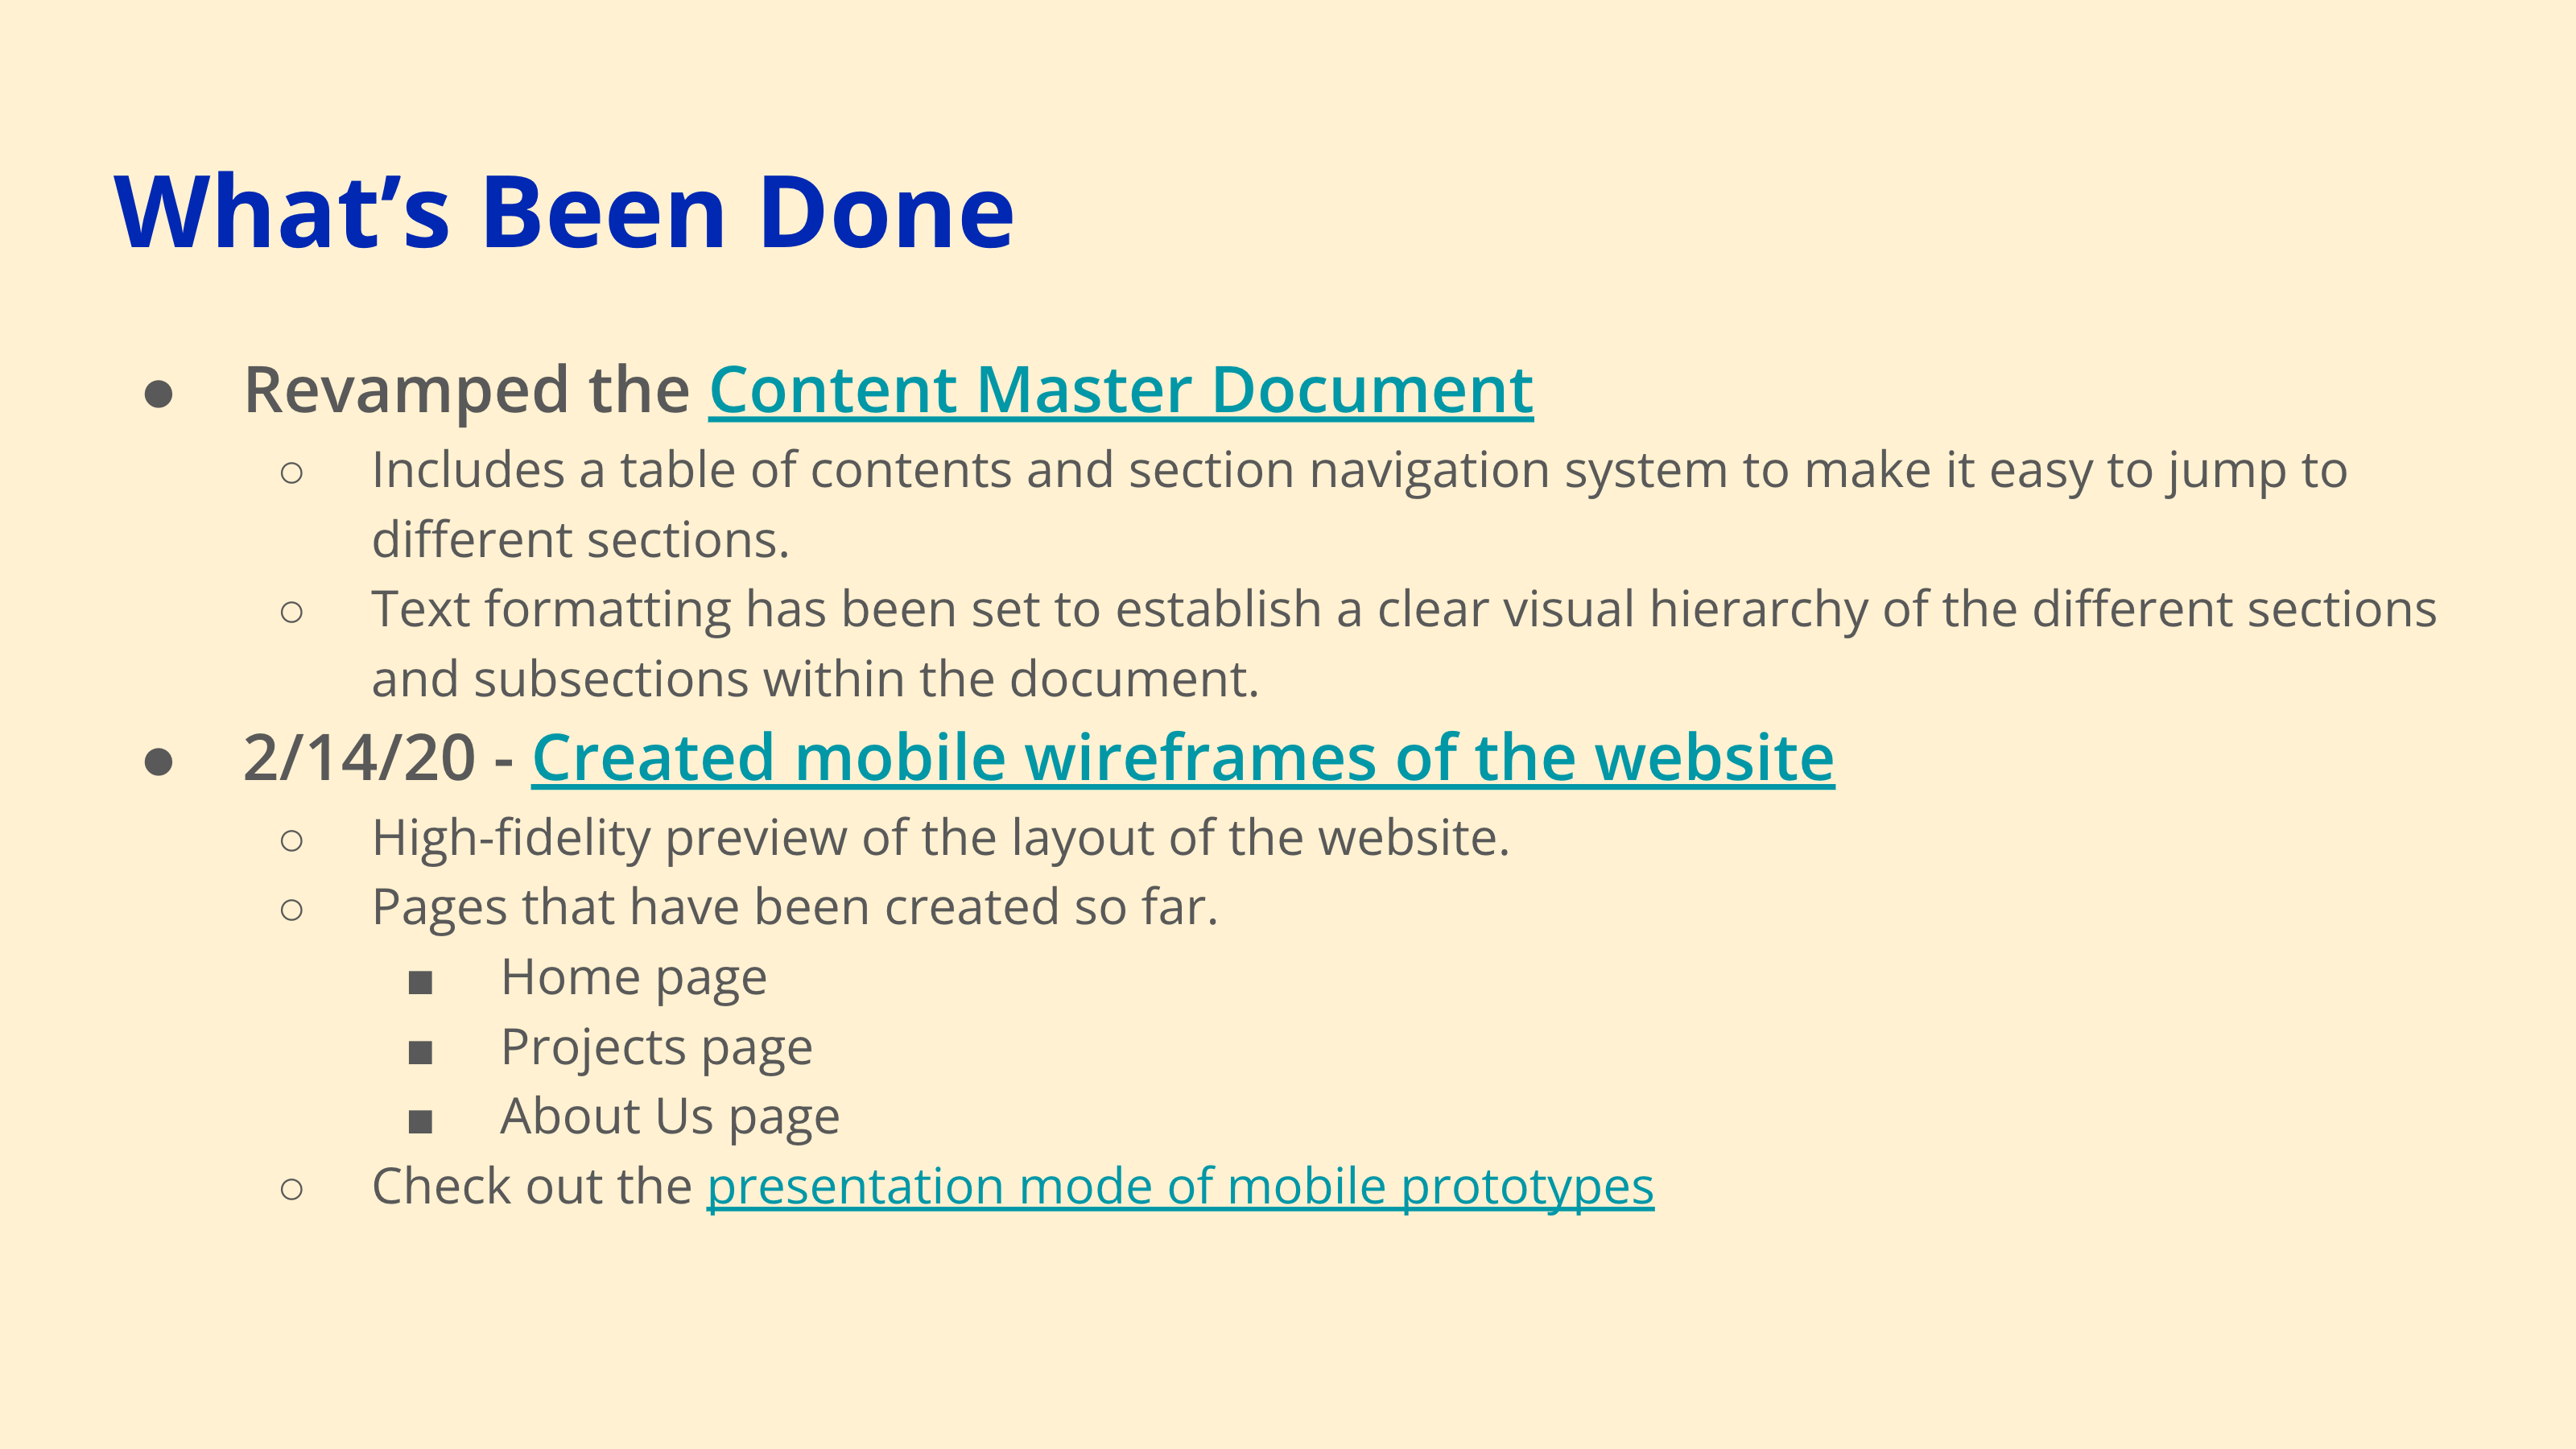 What’s Been Done
● Revamped the Content Master Document
○ Includes a table of contents and section navigation system to make it easy to jump to
different sections.
○ Text formatting has been set to establish a clear visual hierarchy of the different sections
and subsections within the document.
● 2/14/20 - Created mobile wireframes of the website
○ High-fidelity preview of the layout of the website.
○ Pages that have been created so far.
■ Home page
■ Projects page
■ About Us page
○ Check out the presentation mode of mobile prototypes